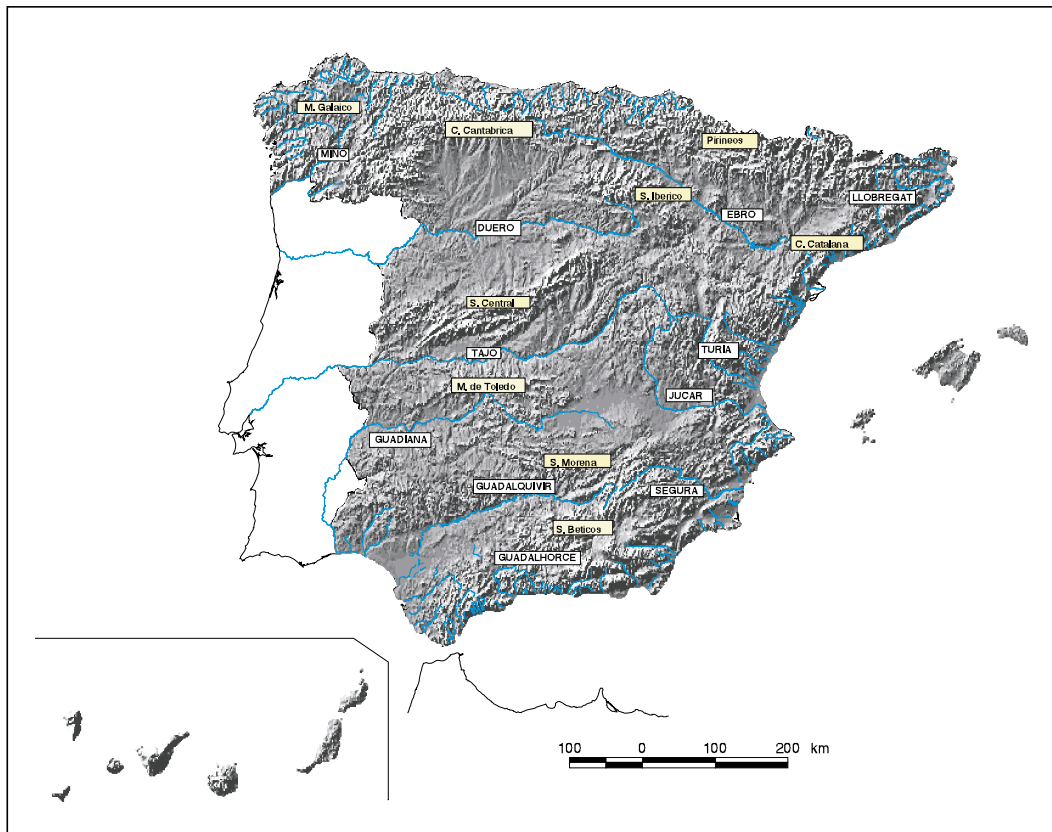 M. Galaico
C. Cantabrica
Pirineos
MINO
S. Iberico
LLOBREGAT
EBRO
DUERO
C. Catalana
S. Central
TAJO
TURIA
M. de Toledo
JUCAR
GUADIANA
S. Morena
GUADALQUIVIR
SEGURA
S. Beticos
GUADALHORCE
100 0 100 200 km